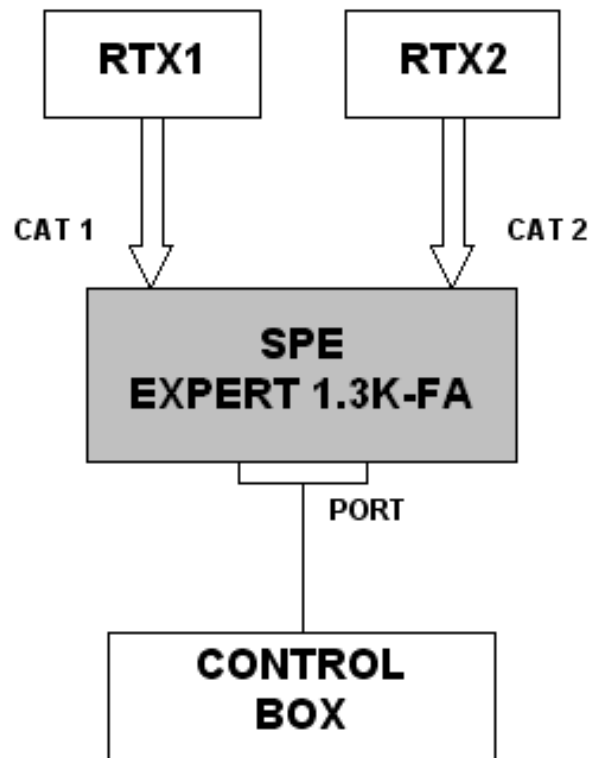 RTX1
RTX2
CAT 1
CAT 2
SPE
EXPERT 1.3K-FA
PORT
CONTROL
BOX